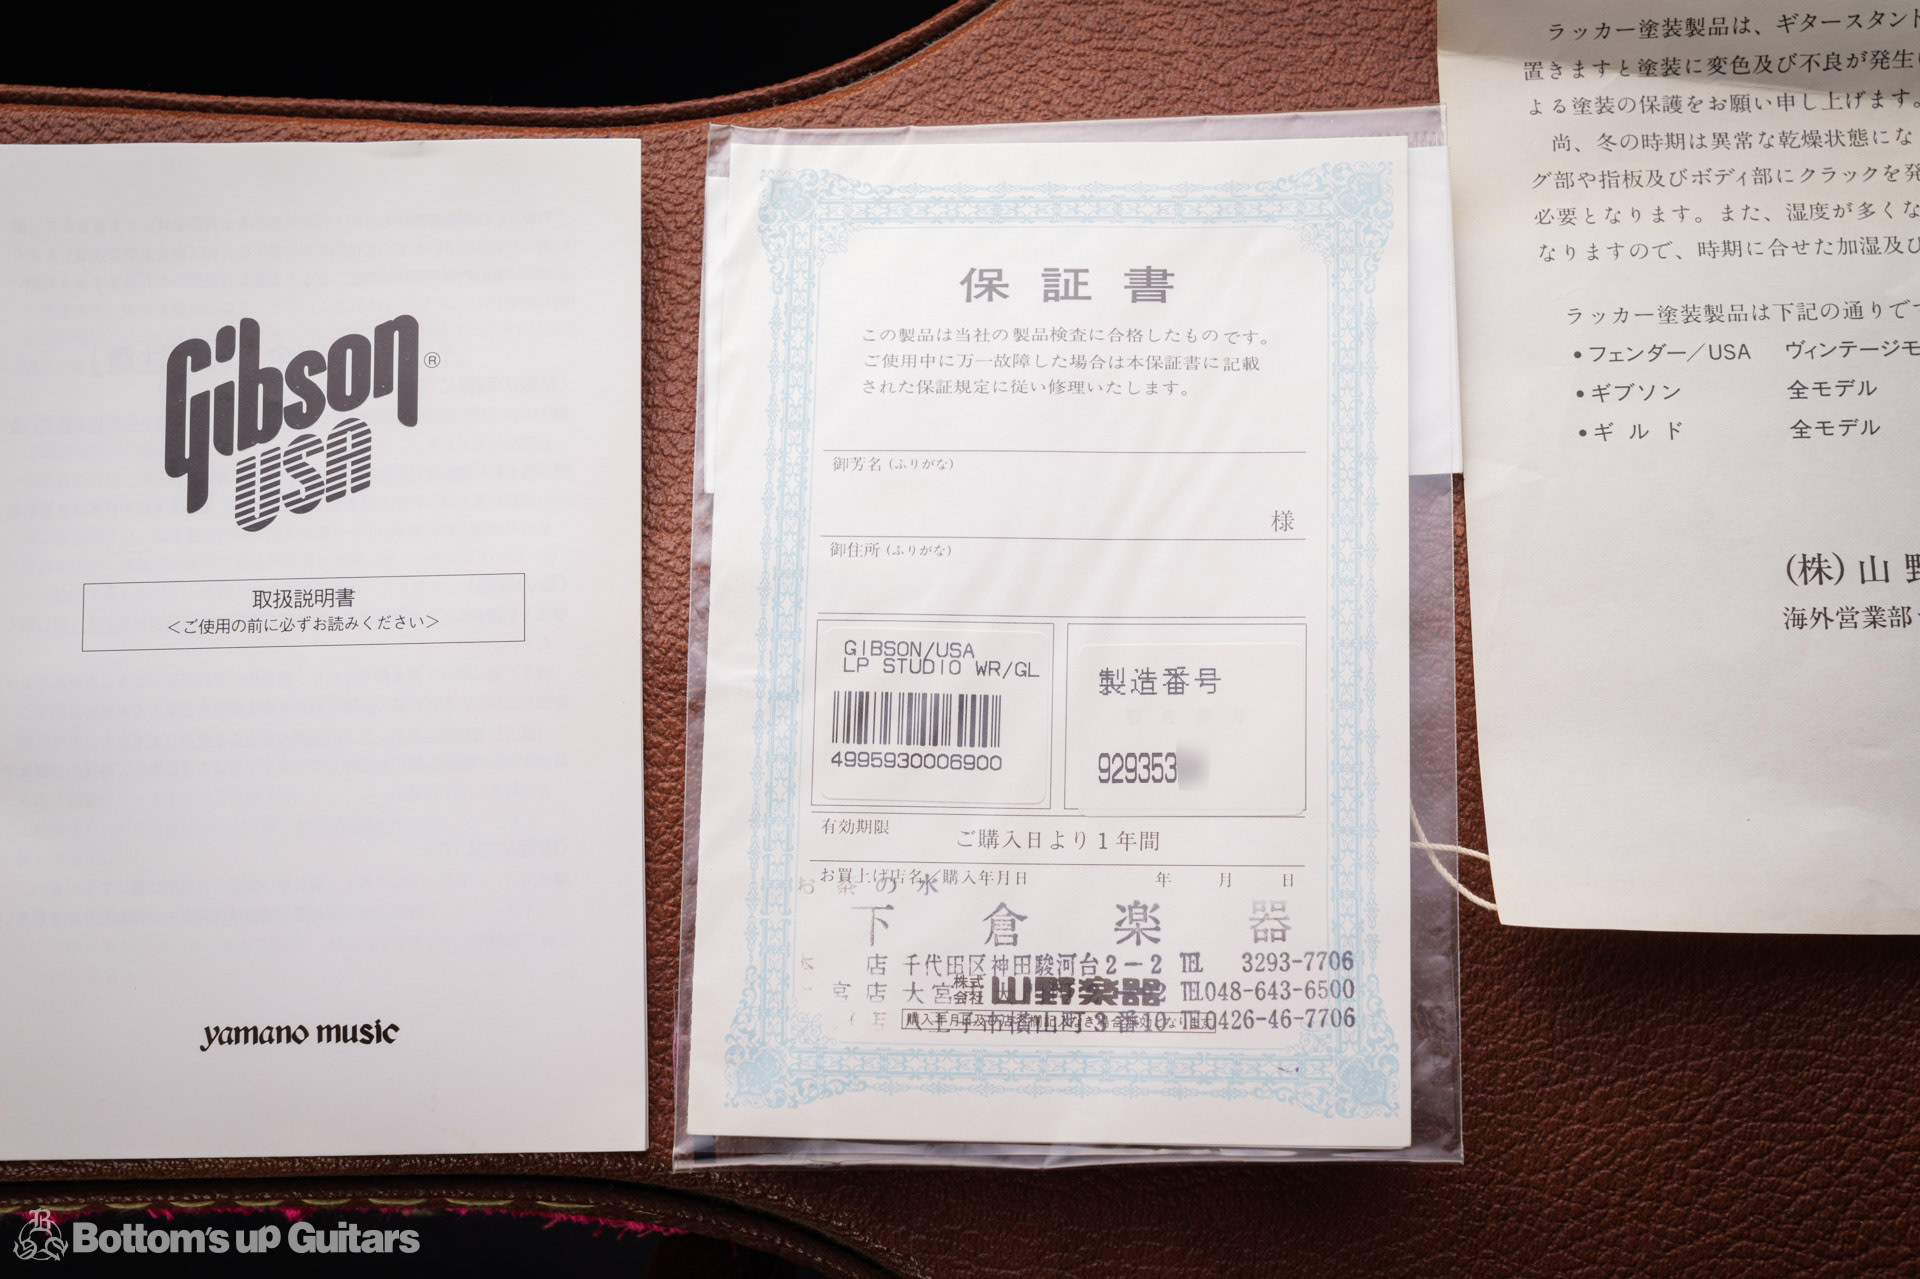 Gibson®
USA
取扱説明書
<ご使用の前に必ずお読みください>
yamano music
保証書
この製品は当社の製品検査に合格したものです。
ご使用中に万一故障した場合は本保証書に記載
された保証規定に従い修理いたします。
御芳名(ふりがな)
様
御住所(ふりがな)
GIBSON/USA
LP STUDIO WR/GL
4995930006900
製造番号
929353
有効期限
ご購入日より1年間
お買上げ店名/購入年月日 年 月 日
お茶の水
下倉楽器
店 千代田区神田駿河台2-2 TEL 3293-7706
宮店 大宮 TEL048-643-6500
株式会社 山野楽器
八王子市横山町3番10 TEL0426-46-7706
ラッカー塗装製品は、ギタースタンド
置きますと塗装に変色及び不良が発生
よる塗装の保護をお願い申し上げます。
尚、冬の時期は異常な乾燥状態にな
グ部や指板及びボディ部にクラックを発
必要となります。また、湿度が多くな
なりますので、時期に合せた加湿及び
ラッカー塗装製品は下記の通りで
•フェンダー/USA ヴィンテージモ
•ギブソン 全モデル
•ギルド 全モデル
(株)山野
海外営業部
Bottom's up Guitars